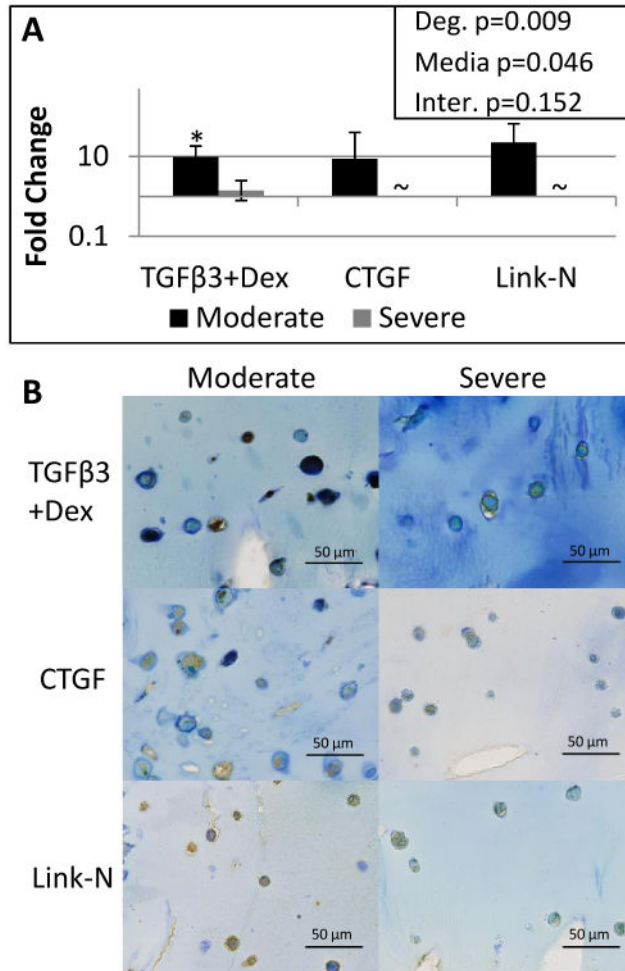 A
Deg. p=0.009
Media p=0.046
Inter. p=0.152
Fold Change
10
0.1
*
~
~
TGFβ3+Dex CTGF Link-N
Moderate Severe
B
Moderate Severe
TGFβ3
+Dex
50 µm
50 µm
CTGF
50 µm
50 µm
Link-N
50 µm
50 µm